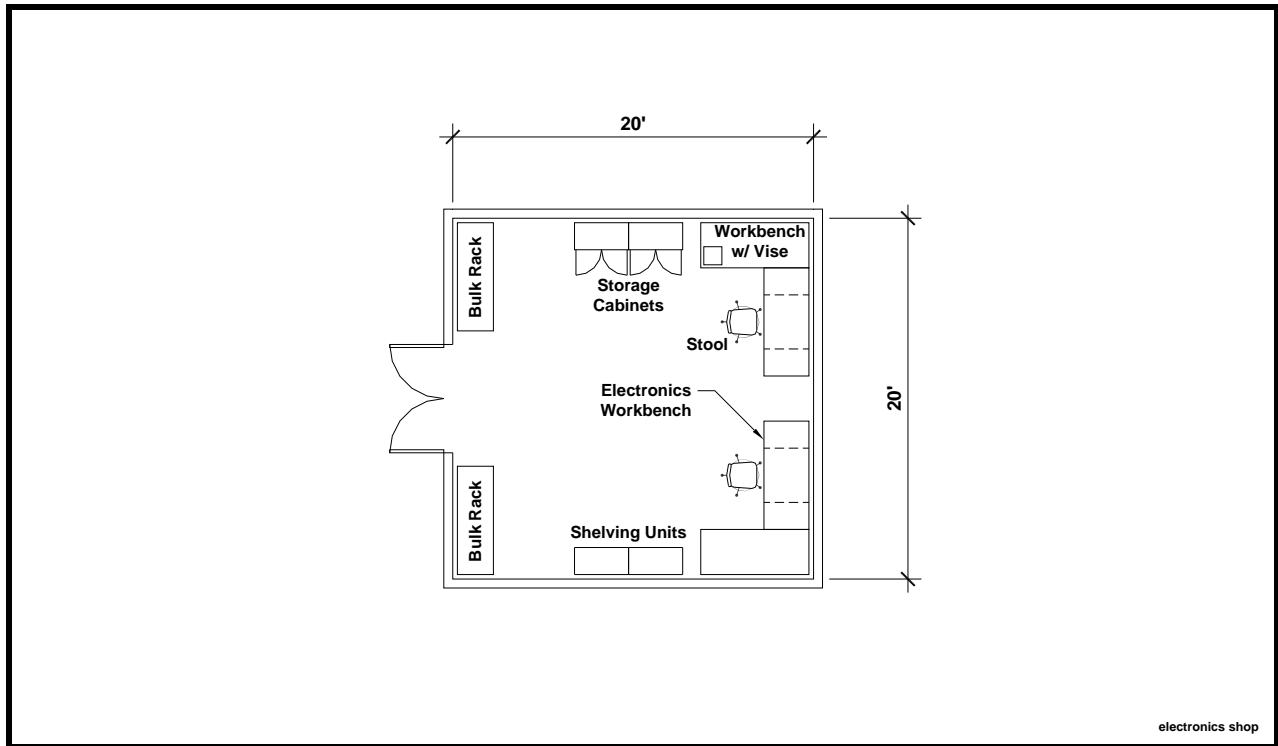 20'
Bulk Rack
Workbench
w/ Vise
Storage
Cabinets
Stool
Electronics
Workbench
20'
Bulk Rack
Shelving Units
electronics shop